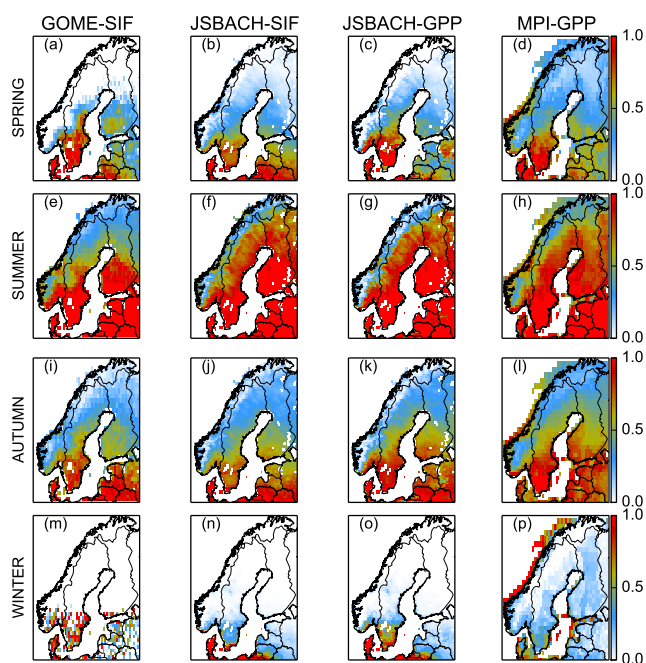 GOME-SIF JSBACH-SIF JSBACH-GPP MPI-GPP
SPRING (a) (b) (c) (d) 1.0
0.5
0.0
SUMMER (e) (f) (g) (h) 1.0
0.5
0.0
AUTUMN (i) (j) (k) (l) 1.0
0.5
0.0
WINTER (m) (n) (o) (p) 1.0
0.5
0.0